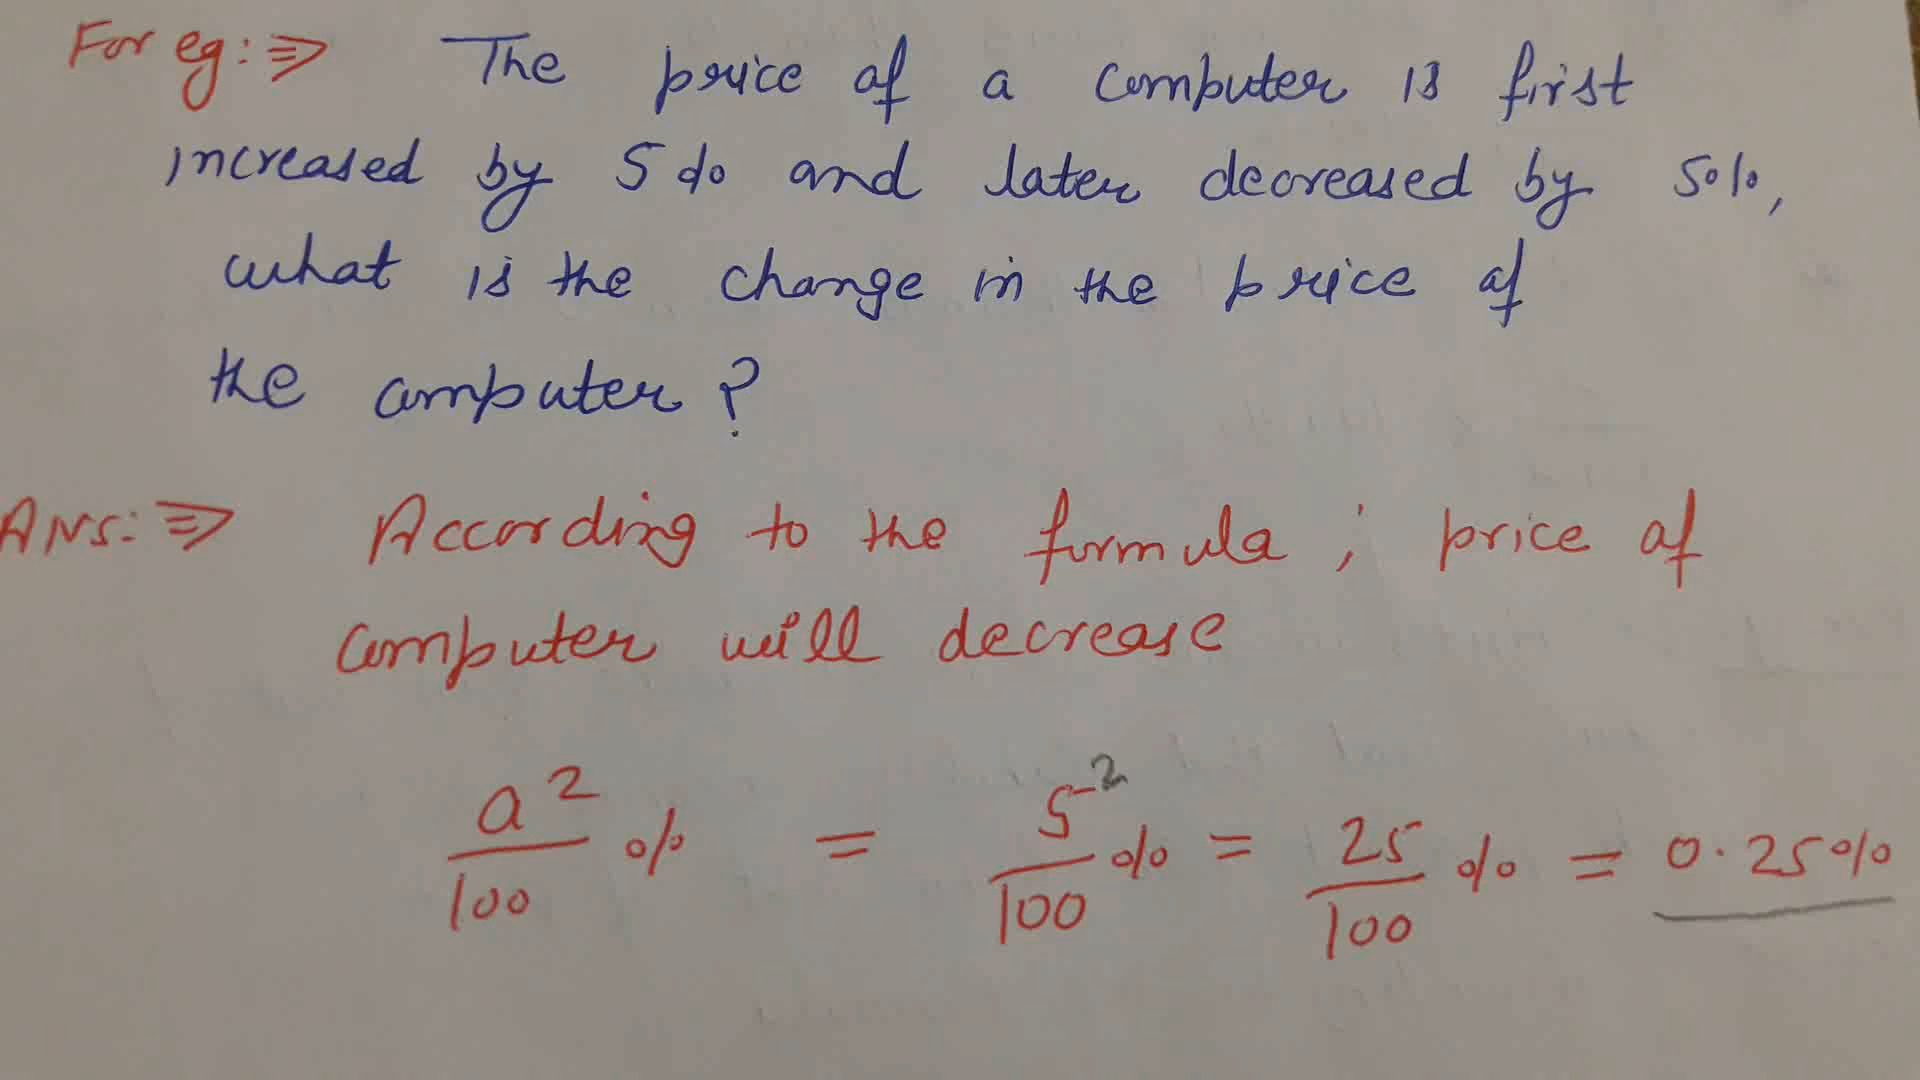 For eg: ⇒ The price of a computer is first
increased by 5% and later decreased by 5%,
what is the change in the price of
the computer ?
Ans: ⇒ According to the formula ; price of
computer will decrease
a²/100 % = 5²/100 % = 25/100 % = 0.25%